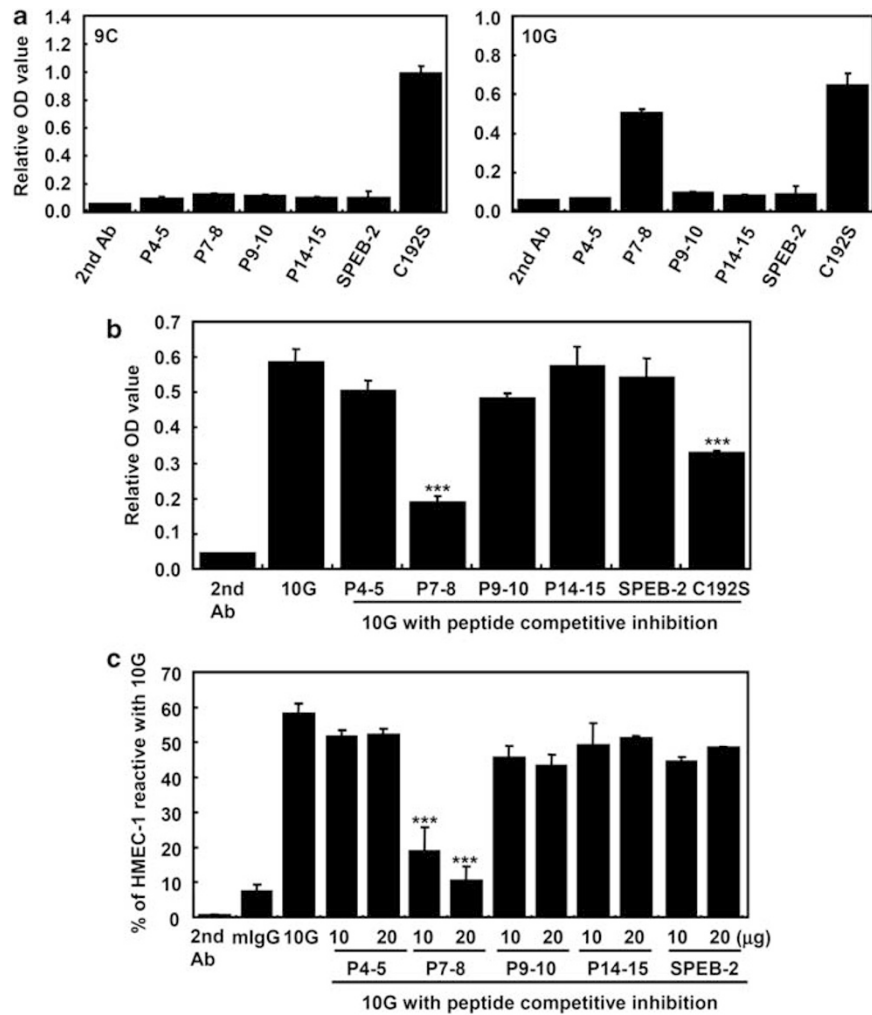 a
9C
Relative OD value
1.4
1.2
1.0
0.8
0.6
0.4
0.2
0.0
2nd Ab
P4-5
P7-8
P9-10
P14-15
SPEB-2
C192S
10G
1.0
0.8
0.6
0.4
0.2
0.0
2nd Ab
P4-5
P7-8
P9-10
P14-15
SPEB-2
C192S
b
Relative OD value
0.7
0.6
0.5
0.4
0.3
0.2
0.1
0.0
***
***
2nd Ab
10G
P4-5
P7-8
P9-10
P14-15
SPEB-2
C192S
10G with peptide competitive inhibition
c
% of HMEC-1 reactive with 10G
70
60
50
40
30
20
10
0
***
***
2nd Ab
mIgG
10G
10 20 10 20 10 20 10 20 10 20 (μg)
P4-5
P7-8
P9-10
P14-15
SPEB-2
10G with peptide competitive inhibition